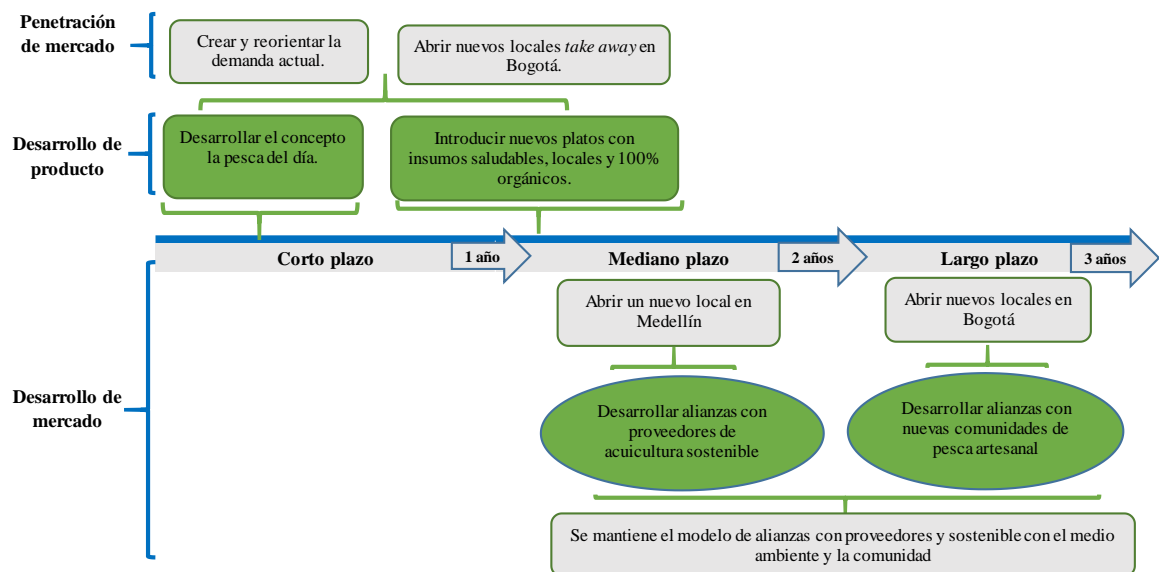 Penetración
de mercado
Crear y reorientar la
demanda actual.
Abrir nuevos locales take away en
Bogotá.
Desarrollo de
producto
Desarrollar el concepto
la pesca del día.
Introducir nuevos platos con
insumos saludables, locales y 100%
orgánicos.
Corto plazo
1 año
Mediano plazo
2 años
Largo plazo
3 años
Desarrollo de
mercado
Abrir un nuevo local en
Medellín
Abrir nuevos locales en
Bogotá
Desarrollar alianzas con
proveedores de
acuicultura sostenible
Desarrollar alianzas con
nuevas comunidades de
pesca artesanal
Se mantiene el modelo de alianzas con proveedores y sostenible con el medio
ambiente y la comunidad